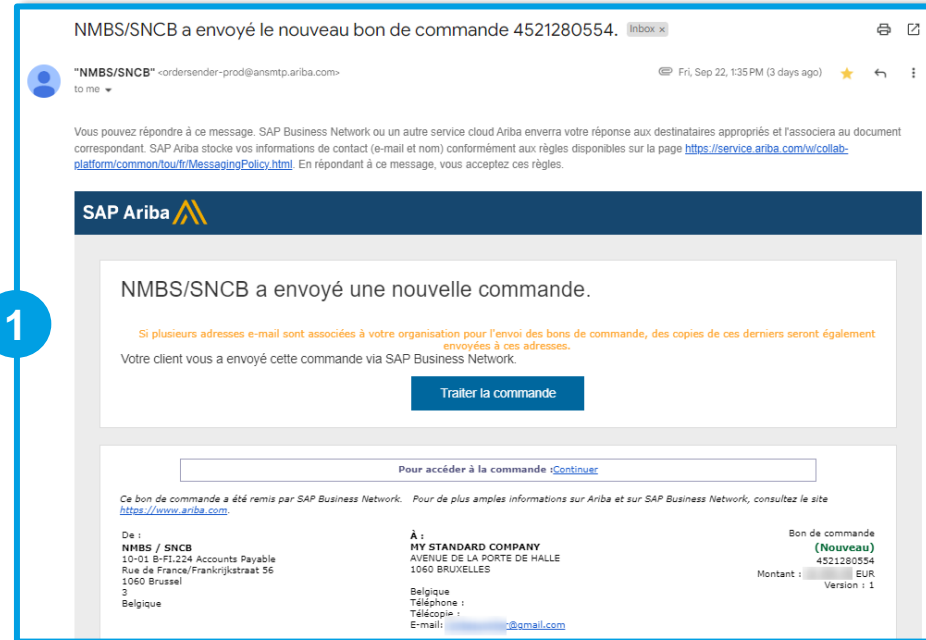 NMBS/SNCB a envoyé le nouveau bon de commande 4521280554. Inbox ×
"NMBS/SNCB" <ordersender-prod@ansmtp.ariba.com>
Fri, Sep 22, 1:35 PM (3 days ago)
to me
Vous pouvez répondre à ce message. SAP Business Network ou un autre service cloud Ariba enverra votre réponse aux destinataires appropriés et l'associera au document
correspondant. SAP Ariba stocke vos informations de contact (e-mail et nom) conformément aux règles disponibles sur la page https://service.ariba.com/w/collab-
platform/common/tou/fr/MessagingPolicy.html. En répondant à ce message, vous acceptez ces règles.
SAP Ariba
NMBS/SNCB a envoyé une nouvelle commande.
1
Si plusieurs adresses e-mail sont associées à votre organisation pour l'envoi des bons de commande, des copies de ces derniers seront également
envoyées à ces adresses.
Votre client vous a envoyé cette commande via SAP Business Network.
Traiter la commande
Pour accéder à la commande :Continuer
Ce bon de commande a été remis par SAP Business Network. Pour de plus amples informations sur Ariba et sur SAP Business Network, consultez le site
https://www.ariba.com.
De :
NMBS / SNCB
10-01 B-FI.224 Accounts Payable
Rue de France/Frankrijkstraat 56
1060 Brussel
3
Belgique
À :
MY STANDARD COMPANY
AVENUE DE LA PORTE DE HALLE
1060 BRUXELLES
Belgique
Téléphone :
Télécopie :
E-mail: r@gmail.com
Bon de commande
(Nouveau)
4521280554
Montant : EUR
Version : 1